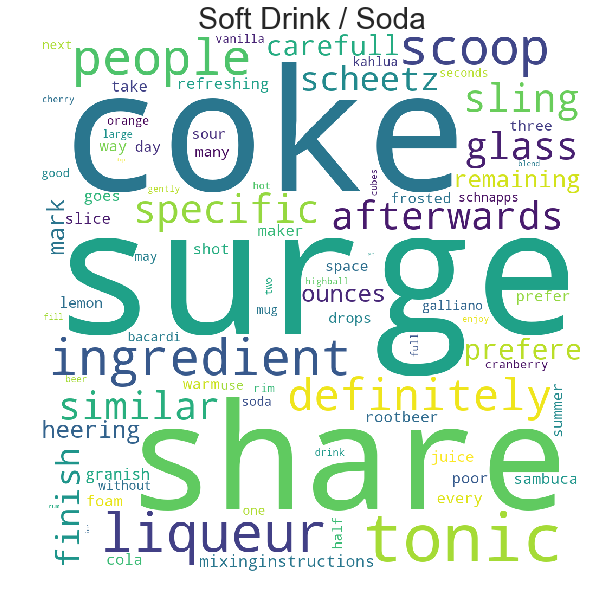 Soft Drink / Soda
next
vanilla
people
carefull
scoop
kahlua
coke
scheetz
seconds
refreshing
take
cherry
sling
orange
large
sour
three
way
day
many
glass
good
gently
hot
cubes
remaining
blend
goes
specific
frosted
schnapps
mark
slice
afterwards
maker
shot
surge
may
space
two
highball
ounces
prefer
lemon
mug
drops
galliano
fill
bacardi
full
enjoy
ingredient
prefere
cranberry
beer
warm
use
rim
definitely
summer
similar
soda
rootbeer
heering
share
drink
finish
granish
juice
without
poor
sambuca
foam
every
one
half
liqueur
tonic
cola
mixinginstructions